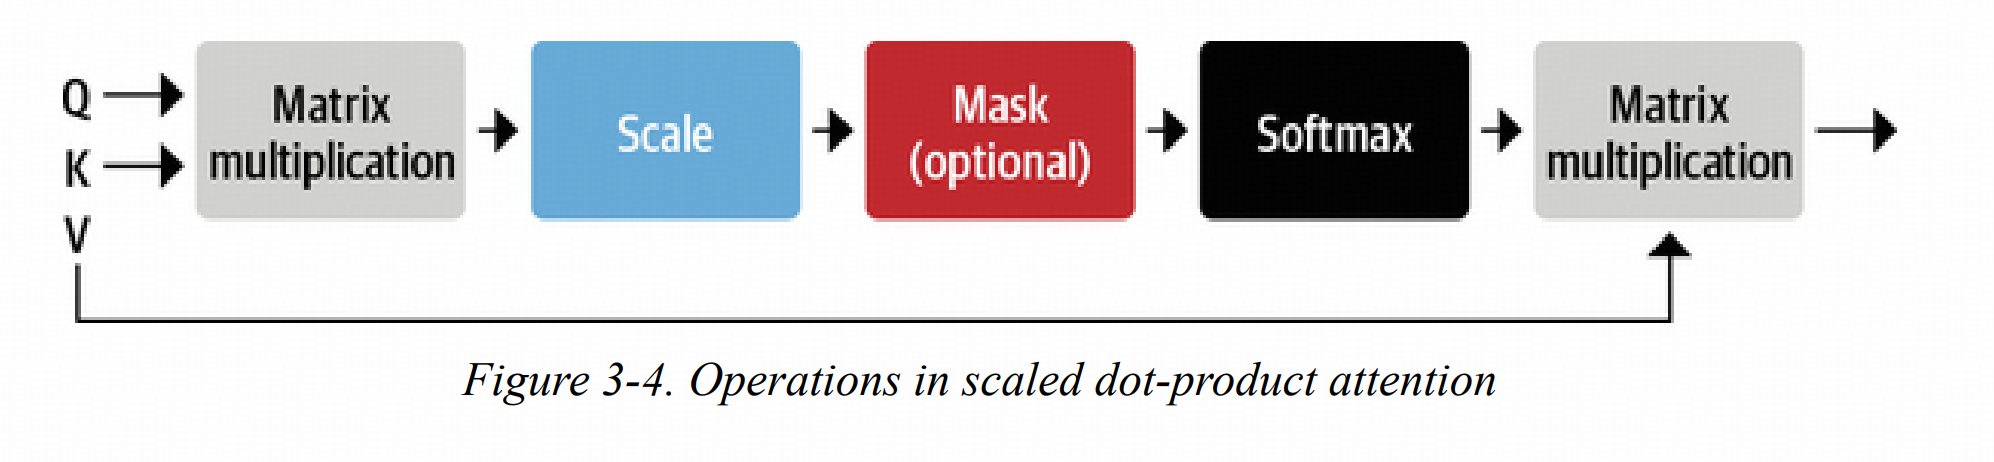 Q
K
V
Matrix
multiplication
Scale
Mask
(optional)
Softmax
Matrix
multiplication
Figure 3-4. Operations in scaled dot-product attention